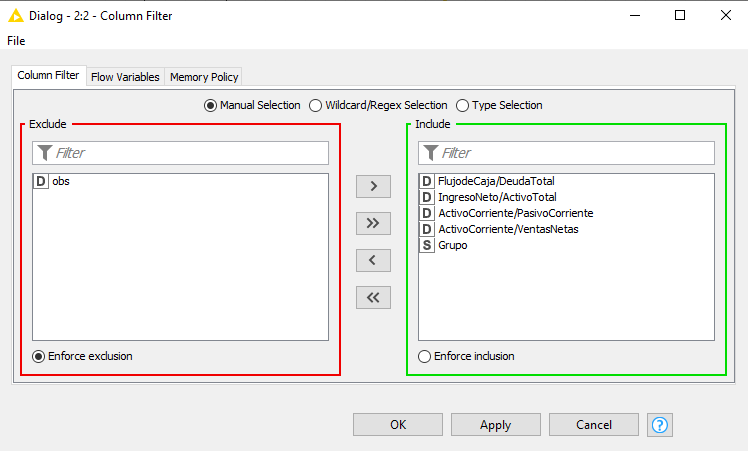 Dialog - 2:2 - Column Filter
File
Column Filter Flow Variables Memory Policy
Manual Selection Wildcard/Regex Selection Type Selection
Exclude
Filter
D obs
Enforce exclusion
Include
Filter
D FlujodeCaja/DeudaTotal
D IngresoNeto/ActivoTotal
D ActivoCorriente/PasivoCorriente
D ActivoCorriente/VentasNetas
S Grupo
Enforce inclusion
OK Apply Cancel ?